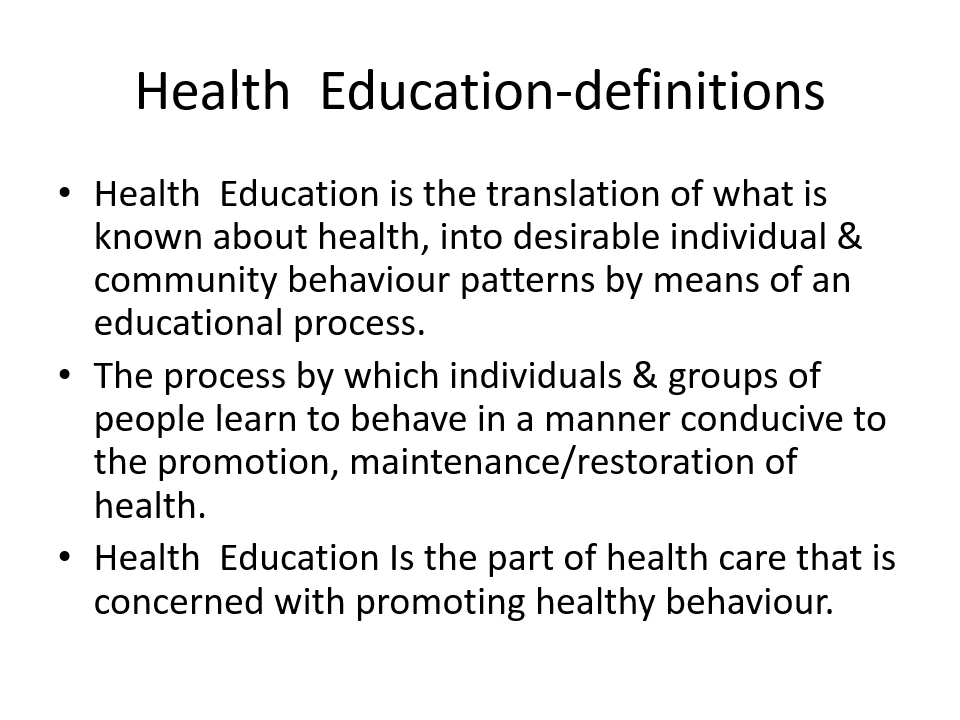 Health  Education-definitions
• Health  Education is the translation of what is
known about health, into desirable individual &
community behaviour patterns by means of an
educational process.
• The process by which individuals & groups of
people learn to behave in a manner conducive to
the promotion, maintenance/restoration of
health.
• Health  Education Is the part of health care that is
concerned with promoting healthy behaviour.